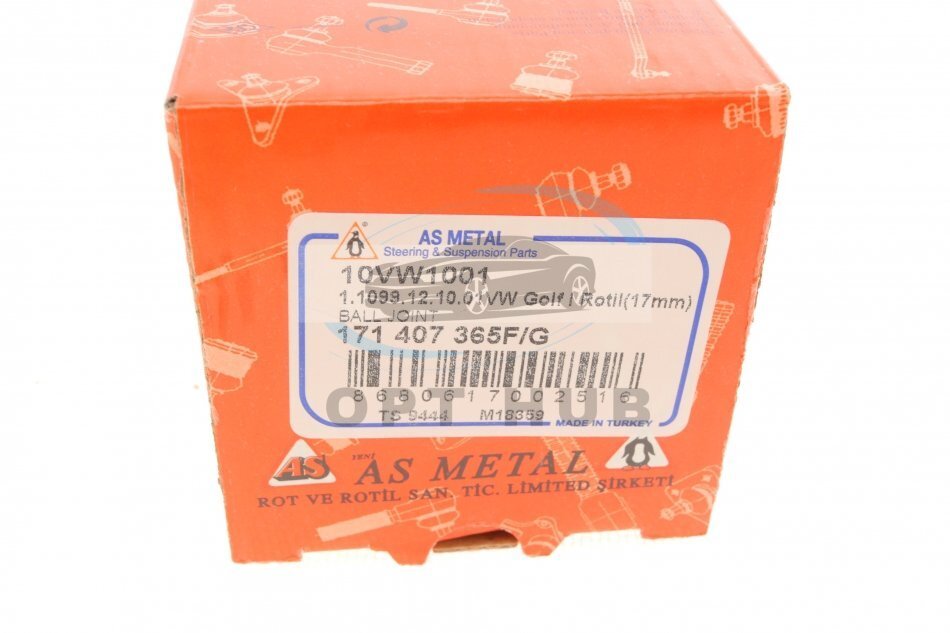 AS METAL
Steering & Suspension Parts
10VW1001
1.1099.12.10.01 VW Golf I Rotil(17mm)
BALL JOINT
171 407 365F/G
8680617002516
OPT HUB
TS 9444 M18359
MADE IN TURKEY
AS YENİ AS METAL
ROT VE ROTİL SAN. TİC. LİMİTED ŞİRKETİ